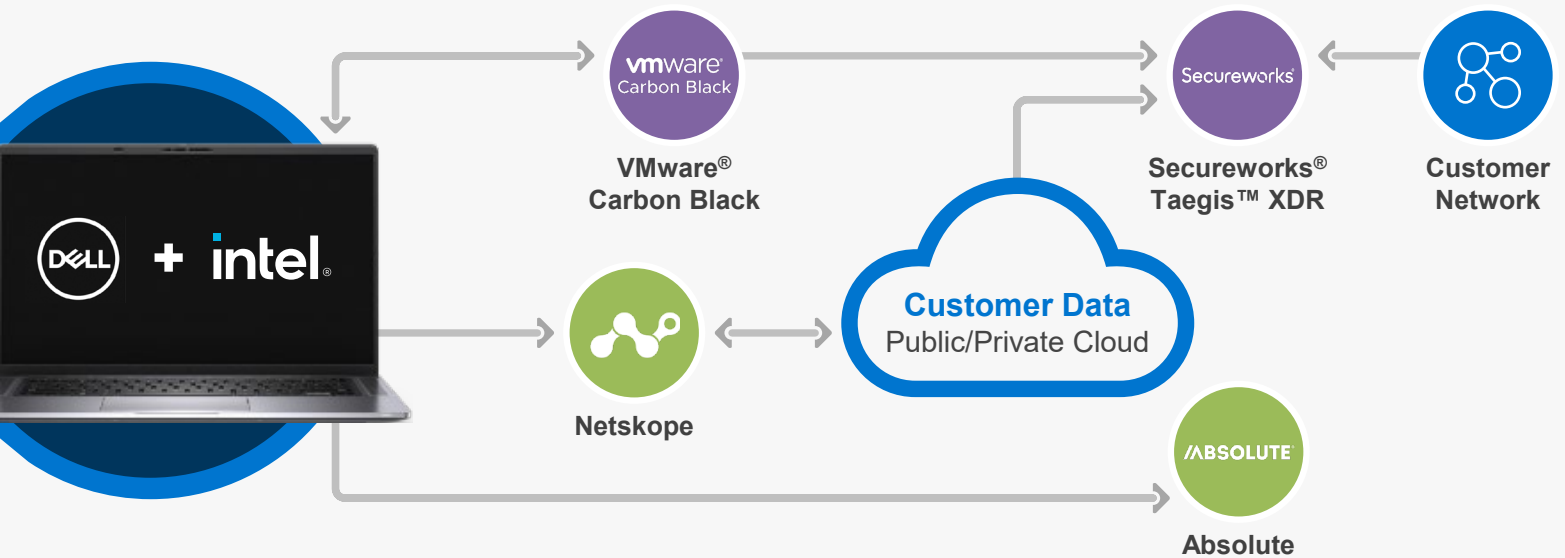 vmware®
Carbon Black
VMware®
Carbon Black
Secureworks®
Secureworks®
Taegis™ XDR
Customer
Network
DELL + intel®
Customer Data
Public/Private Cloud
Netskope
ABSOLUTE
Absolute